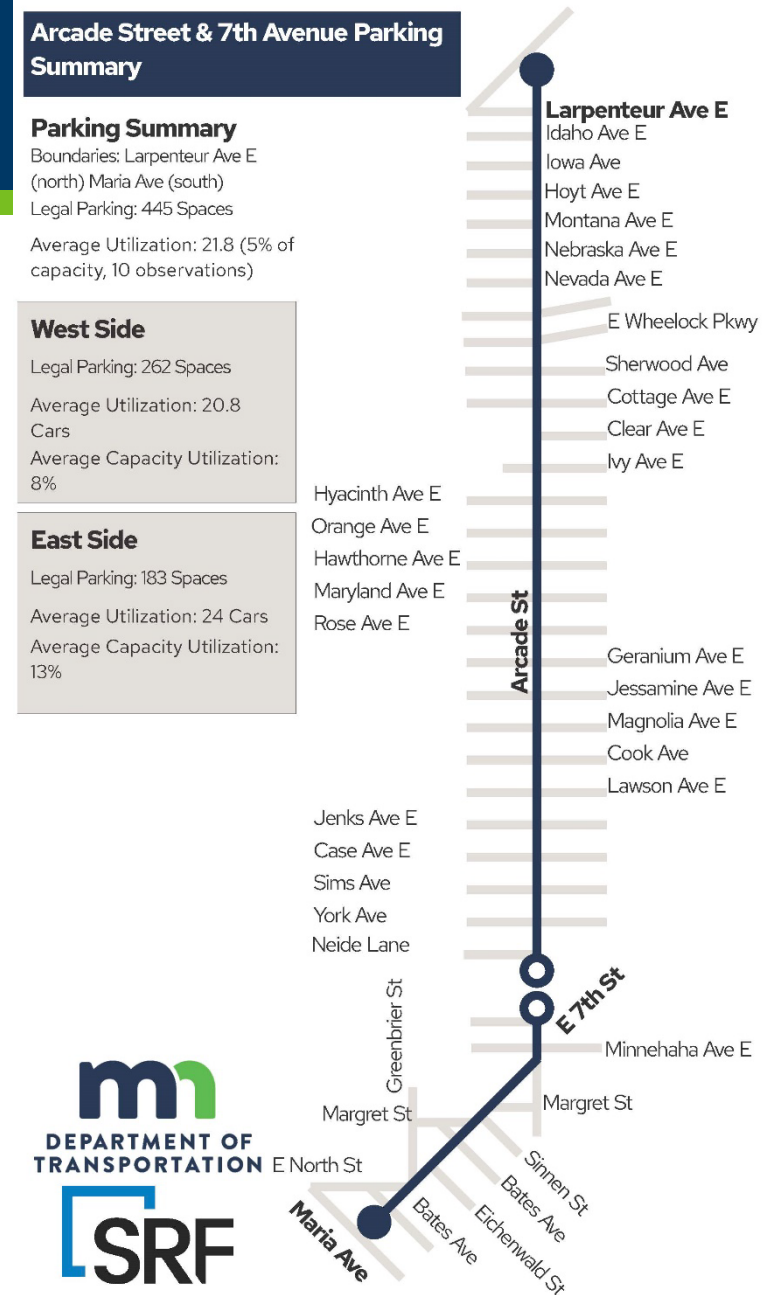 Arcade Street & 7th Avenue Parking
Summary
Parking Summary
Boundaries: Larpenteur Ave E
(north) Maria Ave (south)
Legal Parking: 445 Spaces
Average Utilization: 21.8 (5% of
capacity, 10 observations)
West Side
Legal Parking: 262 Spaces
Average Utilization: 20.8
Cars
Average Capacity Utilization:
8%
East Side
Legal Parking: 183 Spaces
Average Utilization: 24 Cars
Average Capacity Utilization:
13%
Larpenteur Ave E
Idaho Ave E
Iowa Ave
Hoyt Ave E
Montana Ave E
Nebraska Ave E
Nevada Ave E
E Wheelock Pkwy
Sherwood Ave
Cottage Ave E
Clear Ave E
Ivy Ave E
Hyacinth Ave E
Orange Ave E
Hawthorne Ave E
Maryland Ave E
Rose Ave E
Arcade St
Geranium Ave E
Jessamine Ave E
Magnolia Ave E
Cook Ave
Lawson Ave E
Jenks Ave E
Case Ave E
Sims Ave
York Ave
Neide Lane
E 7th St
Greenbrier St
Minnehaha Ave E
Margret St
Margret St
Sinnen St
Bates Ave
Eichenwald St
Bates Ave
E North St
Maria Ave
mn
DEPARTMENT OF
TRANSPORTATION
SRF